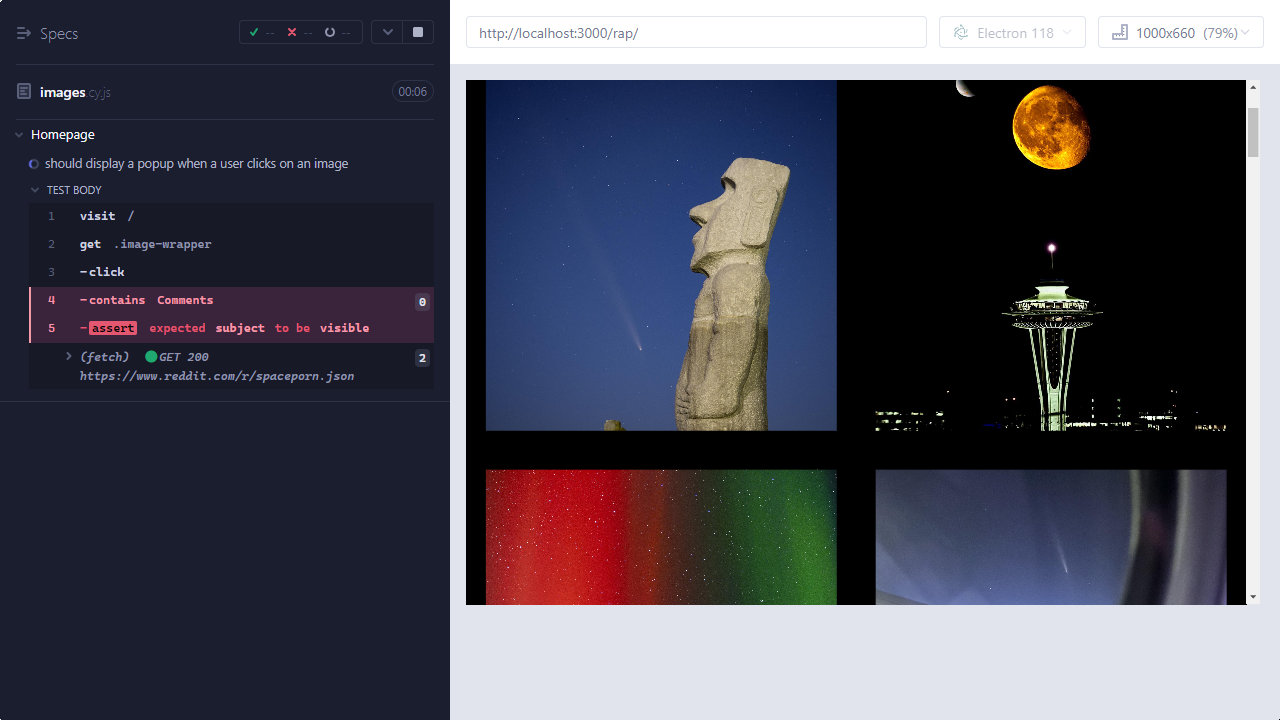 Specs
-- -- --
images cy.js
00:06
Homepage
should display a popup when a user clicks on an image
TEST BODY
1 visit /
2 get .image-wrapper
3 -click
4 -contains Comments 0
5 -assert expected subject to be visible
(fetch) GET 200 2
https://www.reddit.com/r/spaceporn.json
http://localhost:3000/rap/
Electron 118
1000x660 (79%)